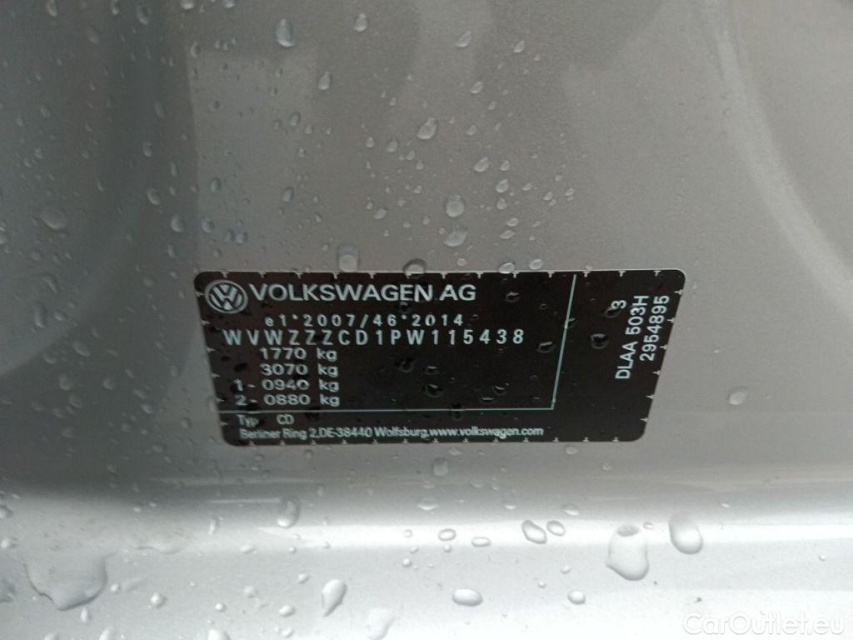 VOLKSWAGEN AG
e1*2007/46*2014
WVWZZZCD1PW115438
1770 kg
3070 kg
1- 0940 kg
2- 0880 kg
Typ CD
Berliner Ring 2,DE-38440 Wolfsburg,www.volkswagen.com
3
DLAA 503H
2954895
CarOutlet.eu